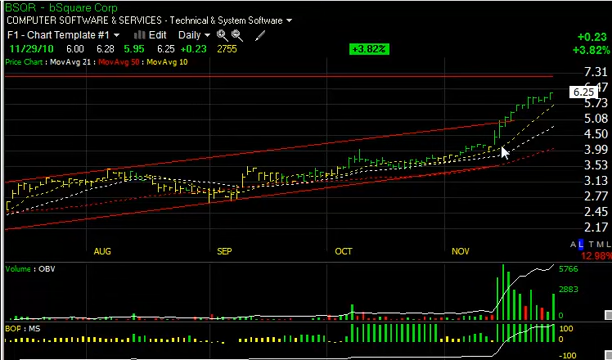 BSQR - bSquare Corp
COMPUTER SOFTWARE & SERVICES - Technical & System Software
F1 - Chart Template #1 Edit Daily
11/29/10 6.00 6.28 5.95 6.25 +0.23 2755 +3.82% +0.23
+3.82%
Price Chart : MovAvg 21 : MovAvg 50 : MovAvg 10
7.31
6.25
5.73
5.08
4.50
3.99
3.53
3.13
2.77
2.45
2.17
AUG SEP OCT NOV
A L T M L
12.98%
Volume : OBV
5766
2883
0
BOP : MS
100
0
-100